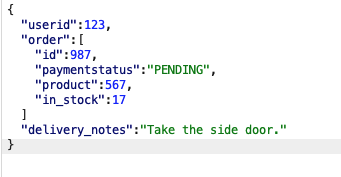 {
  "userid":123,
  "order":[
    "id":987,
    "paymentstatus":"PENDING",
    "product":567,
    "in_stock":17
  ]
  "delivery_notes":"Take the side door."
}